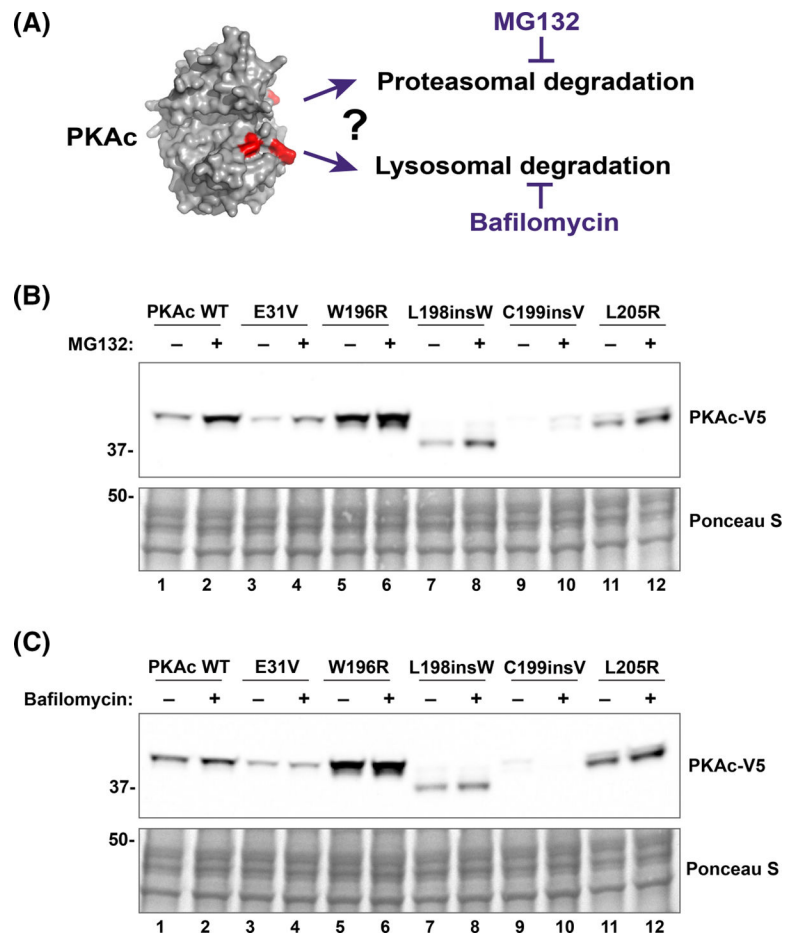 (A)
MG132
Proteasomal degradation
PKAc
?
Lysosomal degradation
Bafilomycin
(B)
PKAc WT E31V W196R L198insW C199insV L205R
MG132: – + – + – + – + – + – +
PKAc-V5
37-
50-
Ponceau S
1 2 3 4 5 6 7 8 9 10 11 12
(C)
PKAc WT E31V W196R L198insW C199insV L205R
Bafilomycin: – + – + – + – + – + – +
PKAc-V5
37-
50-
Ponceau S
1 2 3 4 5 6 7 8 9 10 11 12